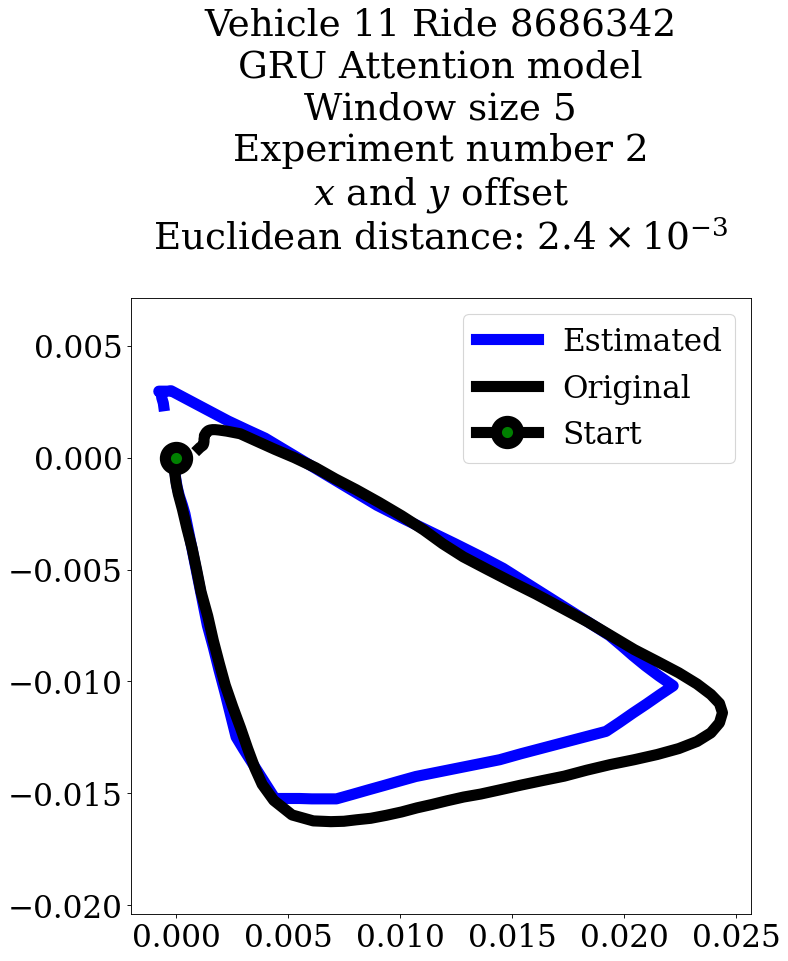 Vehicle 11 Ride 8686342
GRU Attention model
Window size 5
Experiment number 2
x and y offset
Euclidean distance: 2.4 × 10⁻³
Estimated
Original
Start
0.005
0.000
−0.005
−0.010
−0.015
−0.020
0.000 0.005 0.010 0.015 0.020 0.025